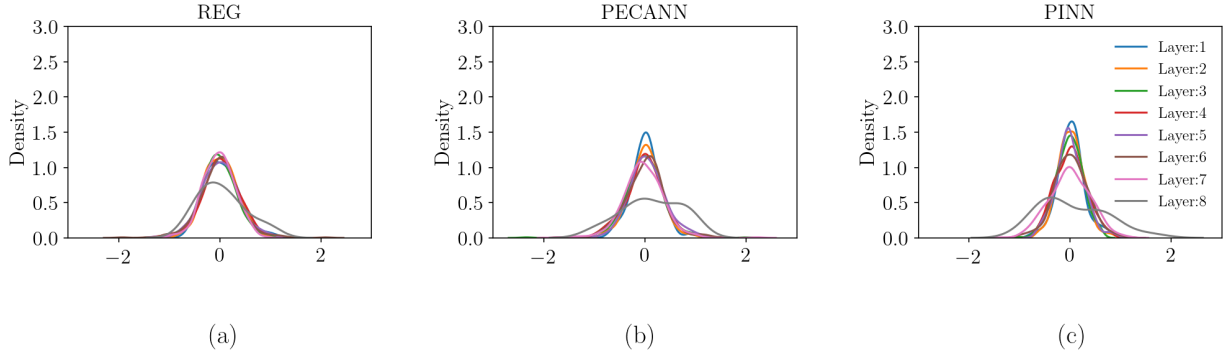 REG
3.0
2.5
2.0
1.5
1.0
0.5
0.0
Density
−2 0 2
(a)
PECANN
3.0
2.5
2.0
1.5
1.0
0.5
0.0
Density
−2 0 2
(b)
PINN
3.0
2.5
2.0
1.5
1.0
0.5
0.0
Density
−2 0 2
Layer:1
Layer:2
Layer:3
Layer:4
Layer:5
Layer:6
Layer:7
Layer:8
(c)